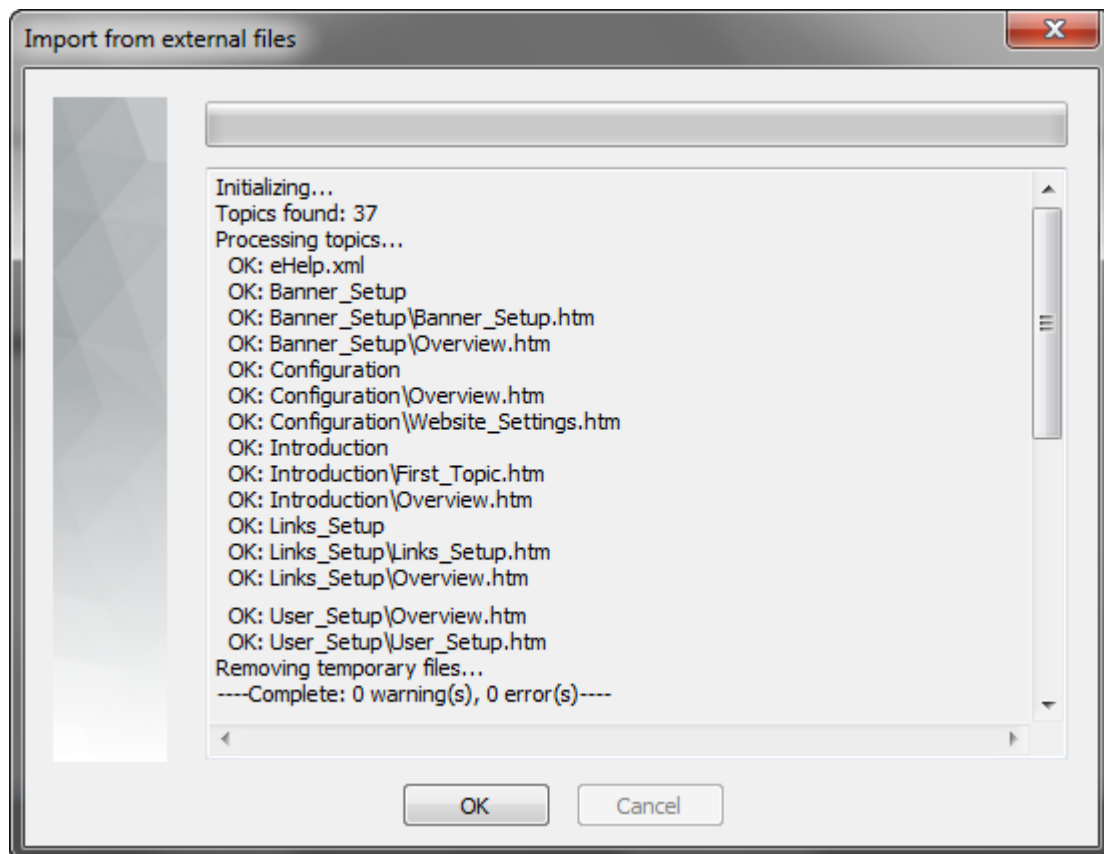 Import from external files
Initializing...
Topics found: 37
Processing topics...
OK: eHelp.xml
OK: Banner_Setup
OK: Banner_Setup\Banner_Setup.htm
OK: Banner_Setup\Overview.htm
OK: Configuration
OK: Configuration\Overview.htm
OK: Configuration\Website_Settings.htm
OK: Introduction
OK: Introduction\First_Topic.htm
OK: Introduction\Overview.htm
OK: Links_Setup
OK: Links_Setup\Links_Setup.htm
OK: Links_Setup\Overview.htm
OK: User_Setup\Overview.htm
OK: User_Setup\User_Setup.htm
Removing temporary files...
----Complete: 0 warning(s), 0 error(s)----
OK Cancel